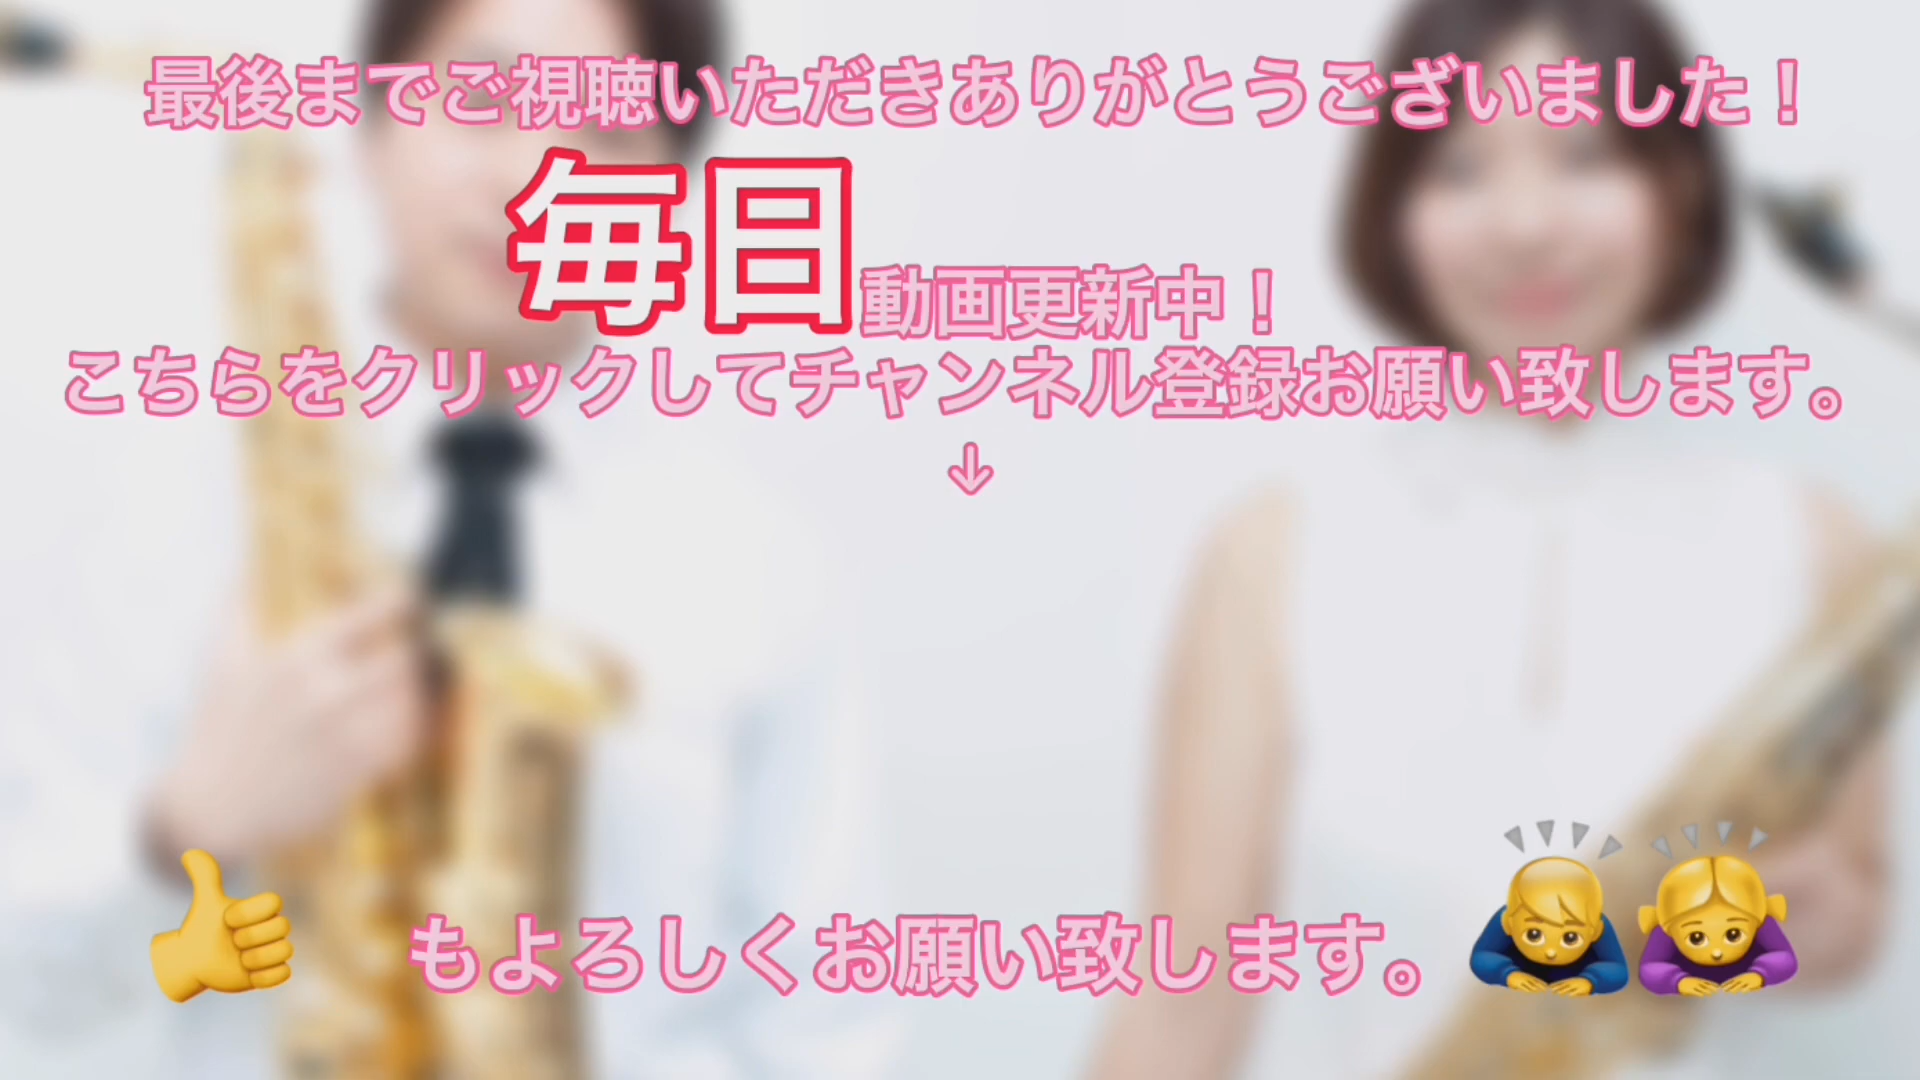 最後までご視聴いただきありがとうございました！
毎日動画更新中！
こちらをクリックしてチャンネル登録お願い致します。
↓
もよろしくお願い致します。